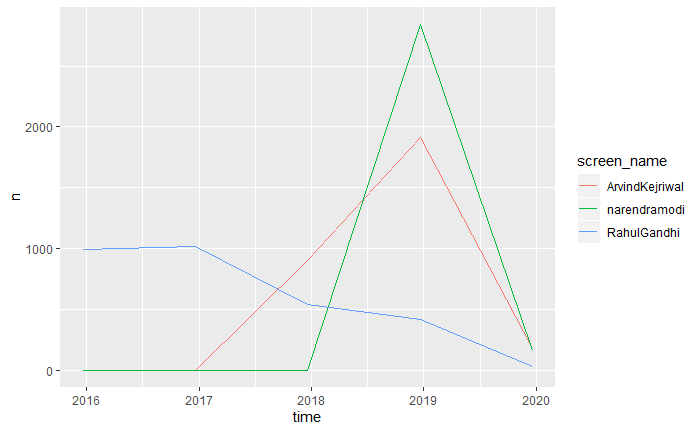 n
2000
1000
0
2016 2017 2018 2019 2020
time
screen_name
ArvindKejriwal
narendramodi
RahulGandhi